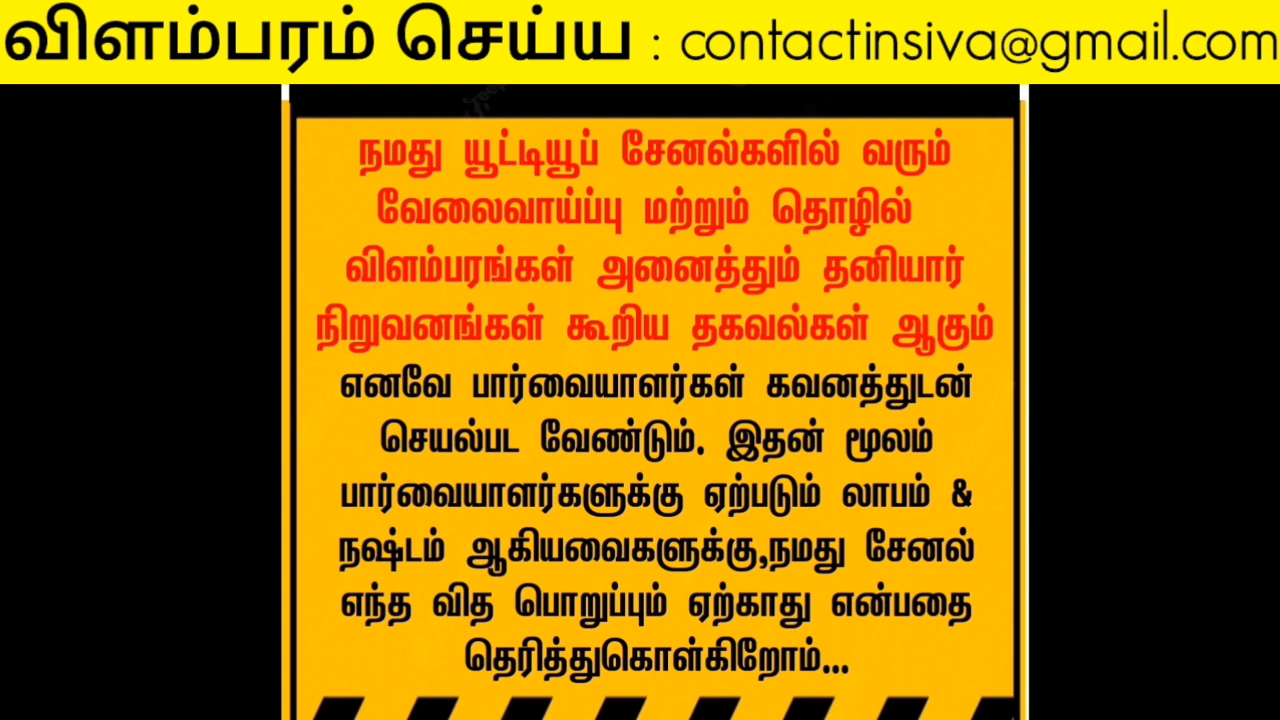 விளம்பரம் செய்ய : contactinsiva@gmail.com
நமது யூட்டியூப் சேனல்களில் வரும்
வேலைவாய்ப்பு மற்றும் தொழில்
விளம்பரங்கள் அனைத்தும் தனியார்
நிறுவனங்கள் கூறிய தகவல்கள் ஆகும்
எனவே பார்வையாளர்கள் கவனத்துடன்
செயல்பட வேண்டும். இதன் மூலம்
பார்வையாளர்களுக்கு ஏற்படும் லாபம் &
நஷ்டம் ஆகியவைகளுக்கு,நமது சேனல்
எந்த வித பொறுப்பும் ஏற்காது என்பதை
தெரித்துகொள்கிறோம்...